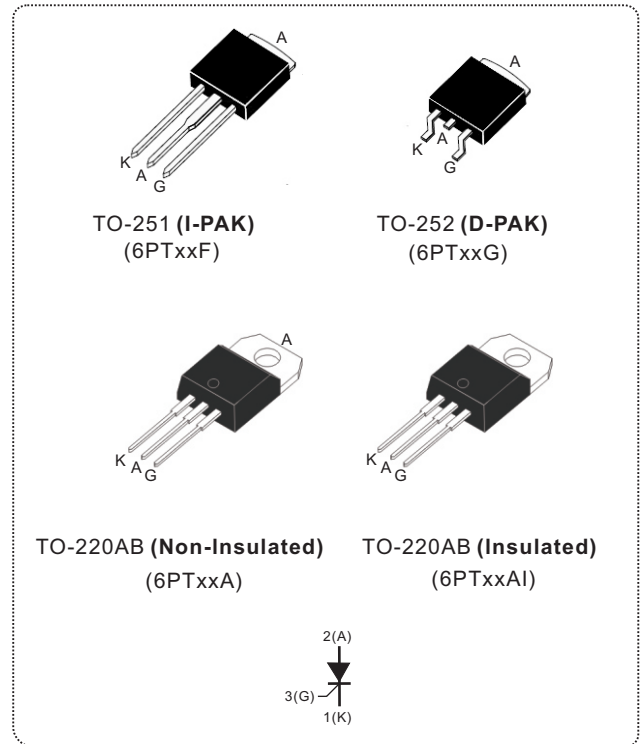 A
K
A
G
TO-251 (I-PAK)
(6PTxxF)
A
K
A
G
TO-252 (D-PAK)
(6PTxxG)
A
K
A
G
TO-220AB (Non-Insulated)
(6PTxxA)
K
A
G
TO-220AB (Insulated)
(6PTxxAI)
2(A)
3(G)
1(K)